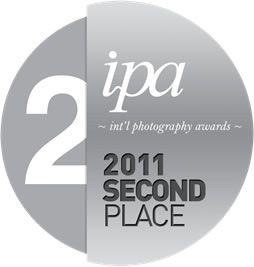 2
ipa
~ int'l photography awards ~
2011
SECOND
PLACE